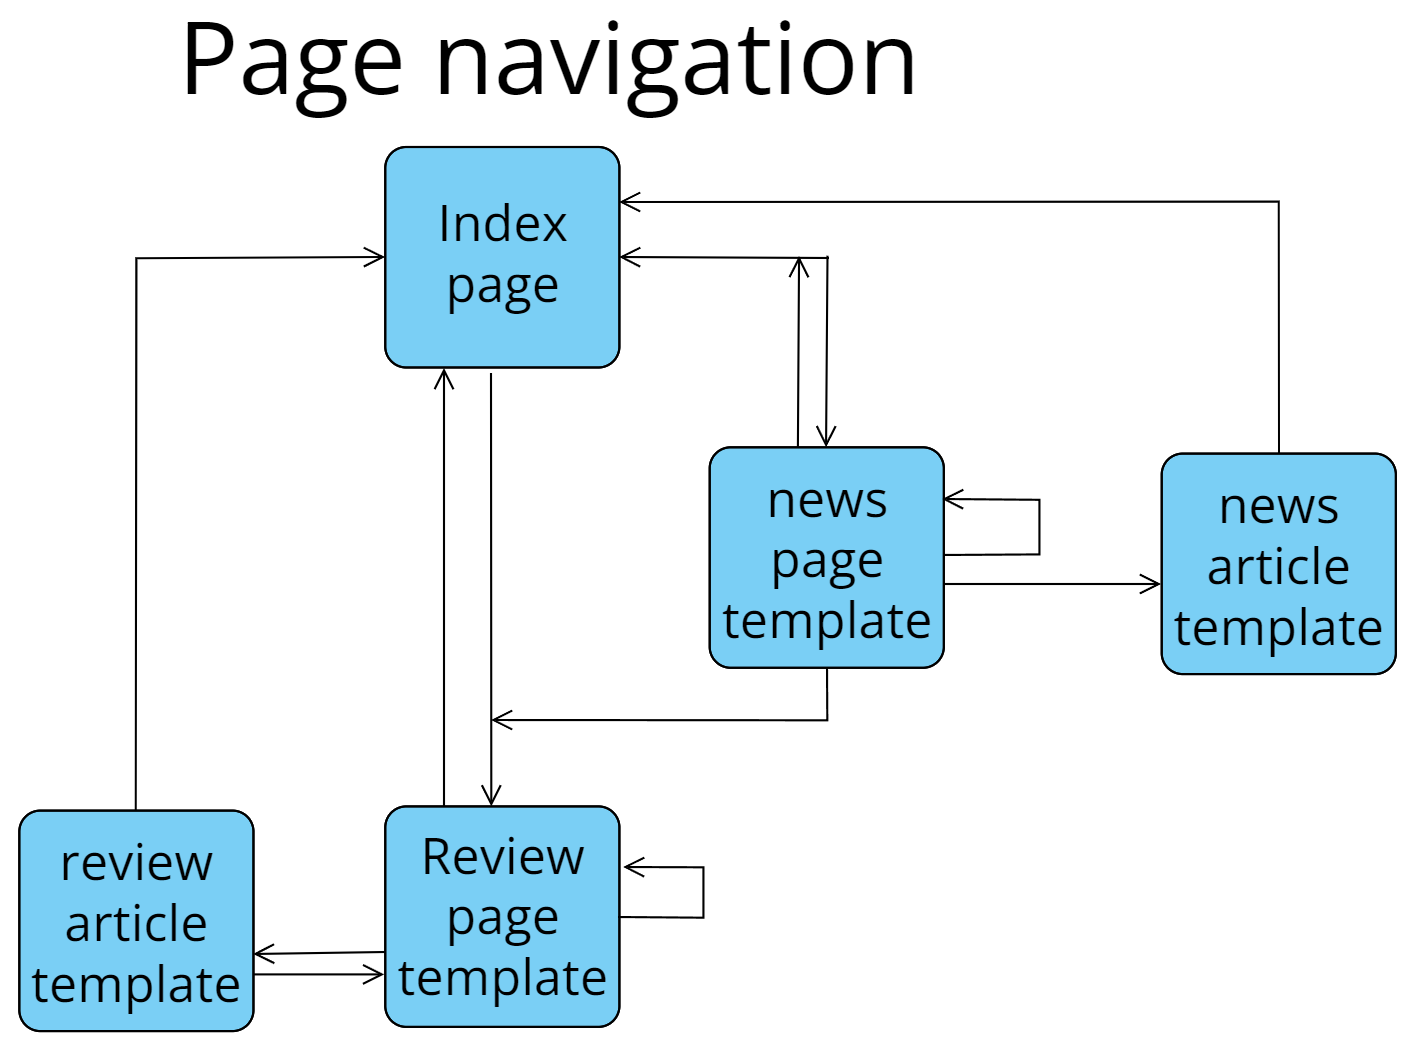 Page navigation
Index
page
news
page
template
news
article
template
review
article
template
Review
page
template